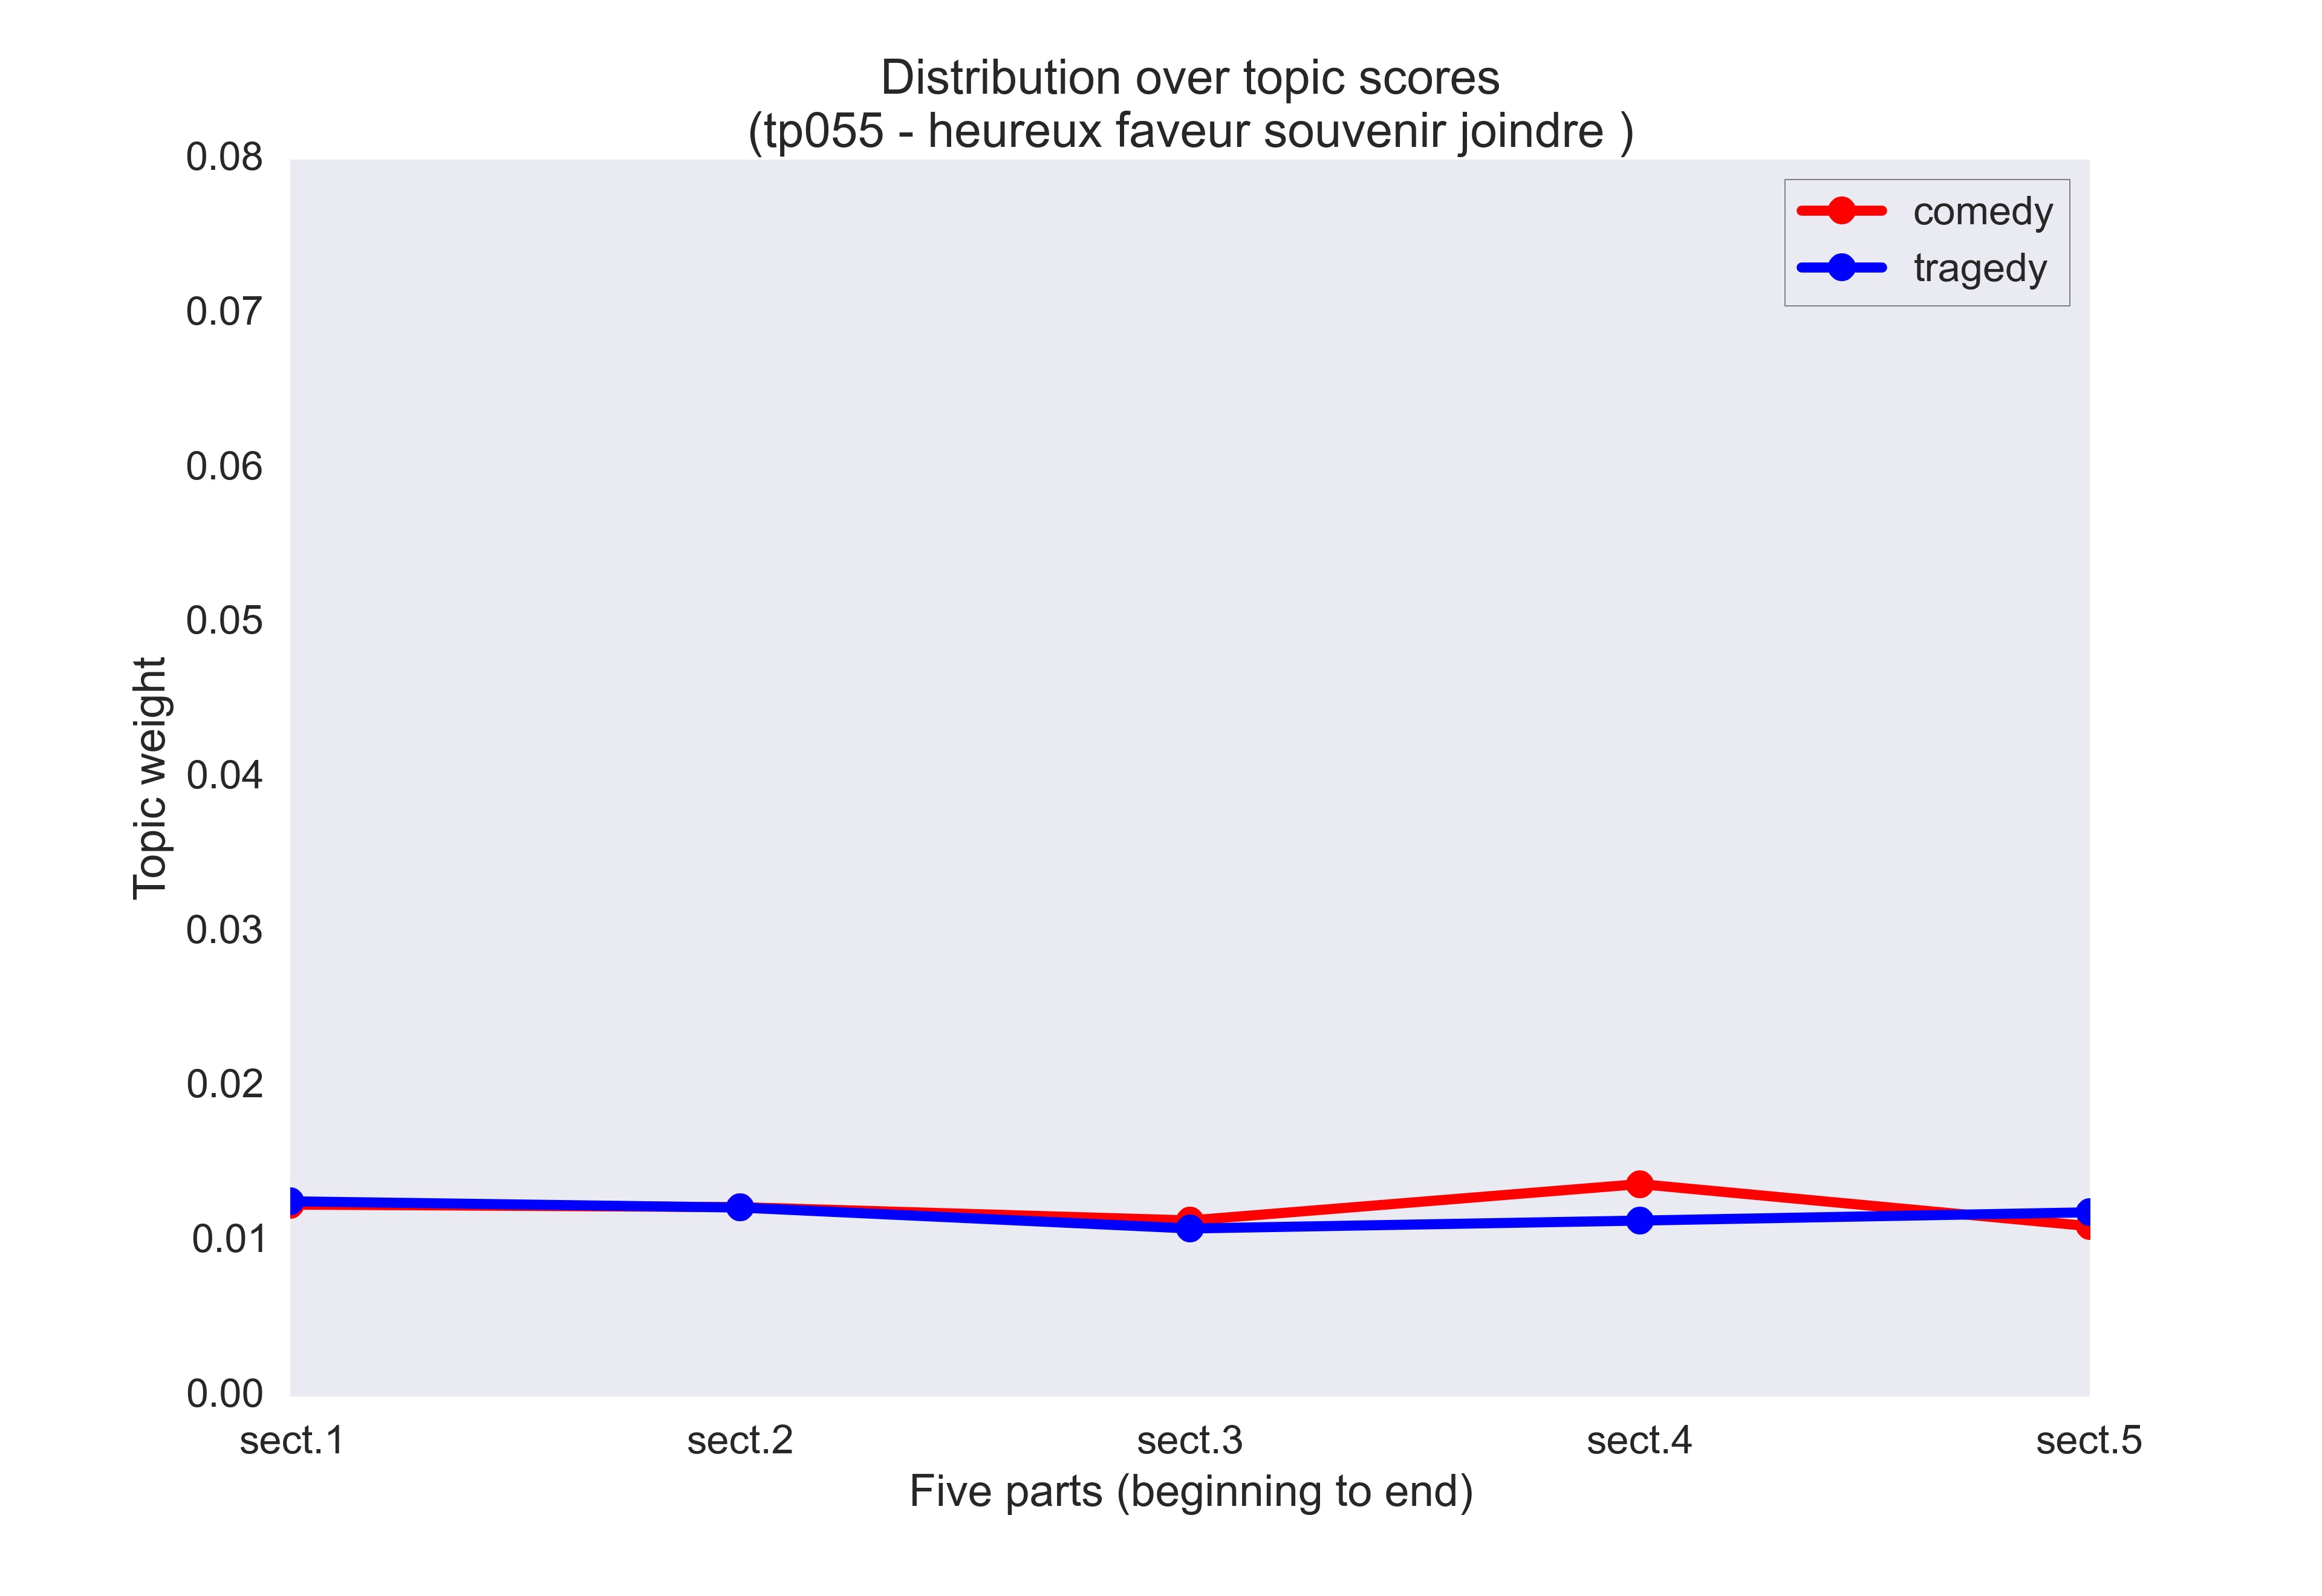 Distribution over topic scores
(tp055 - heureux faveur souvenir joindre )
comedy
tragedy
Topic weight
0.08
0.07
0.06
0.05
0.04
0.03
0.02
0.01
0.00
sect.1 sect.2 sect.3 sect.4 sect.5
Five parts (beginning to end)